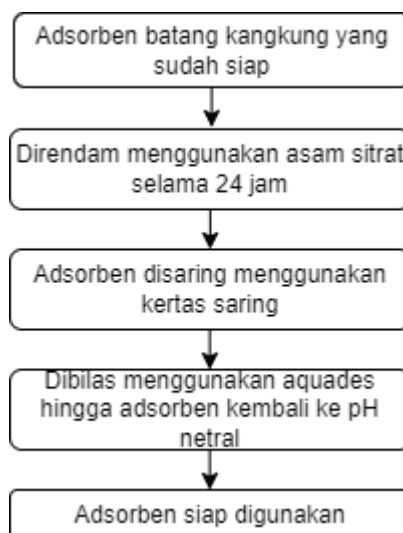 Adsorben batang kangkung yang
sudah siap
Direndam menggunakan asam sitrat
selama 24 jam
Adsorben disaring menggunakan
kertas saring
Dibilas menggunakan aquades
hingga adsorben kembali ke pH
netral
Adsorben siap digunakan